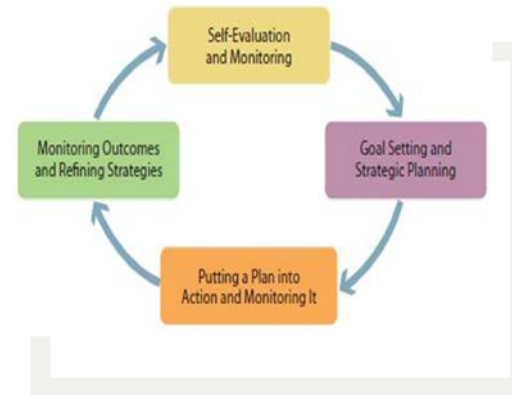 Self-Evaluation
and Monitoring
Goal Setting and
Strategic Planning
Putting a Plan into
Action and Monitoring It
Monitoring Outcomes
and Refining Strategies